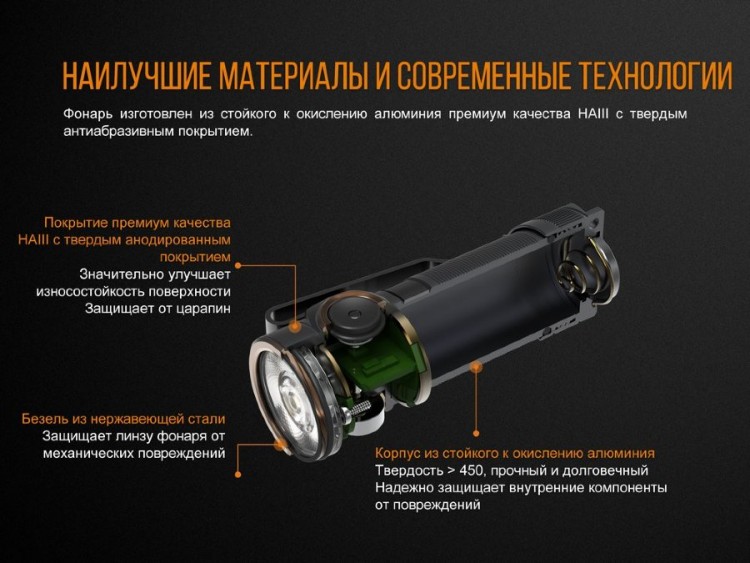 НАИЛУЧШИЕ МАТЕРИАЛЫ И СОВРЕМЕННЫЕ ТЕХНОЛОГИИ
Фонарь изготовлен из стойкого к окислению алюминия премиум качества HAIII с твердым
антиабразивным покрытием.
Покрытие премиум качества
HAIII с твердым анодированным
покрытием
Значительно улучшает
износостойкость поверхности
Защищает от царапин
Безель из нержавеющей стали
Защищает линзу фонаря от
механических повреждений
Корпус из стойкого к окислению алюминия
Твердость > 450, прочный и долговечный
Надежно защищает внутренние компоненты
от повреждений